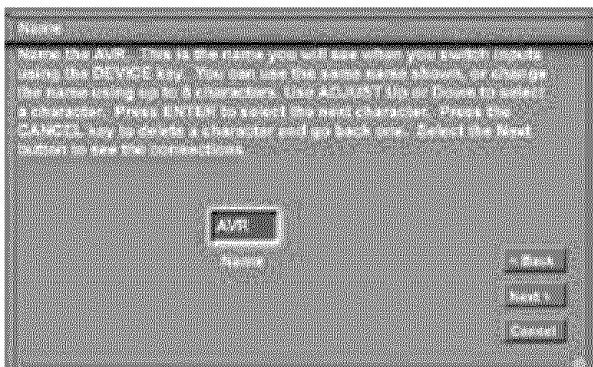 Name
Name the AVR. This is the name you will see when you switch inputs
using the DEVICE key. You can use the same name shown, or change
the name using up to 8 characters. Use ADJUST Up or Down to select
a character. Press ENTER to select the next character. Press the
CANCEL key to delete a character and go back one. Select the Next
button to see the connections.
AVR
Name
< Back
Next >
Cancel